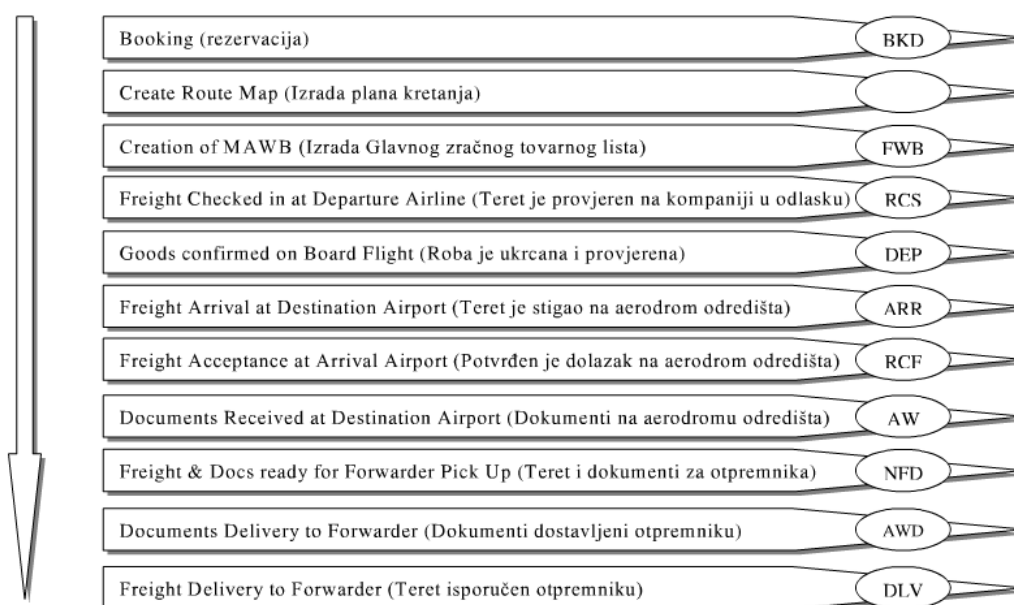 Booking (rezervacija) BKD
Create Route Map (Izrada plana kretanja)
Creation of MAWB (Izrada Glavnog zračnog tovarnog lista) FWB
Freight Checked in at Departure Airline (Teret je provjeren na kompaniji u odlasku) RCS
Goods confirmed on Board Flight (Roba je ukrcana i provjerena) DEP
Freight Arrival at Destination Airport (Teret je stigao na aerodrom odredišta) ARR
Freight Acceptance at Arrival Airport (Potvrđen je dolazak na aerodrom odredišta) RCF
Documents Received at Destination Airport (Dokumenti na aerodromu odredišta) AW
Freight & Docs ready for Forwarder Pick Up (Teret i dokumenti za otpremnika) NFD
Documents Delivery to Forwarder (Dokumenti dostavljeni otpremniku) AWD
Freight Delivery to Forwarder (Teret isporučen otpremniku) DLV